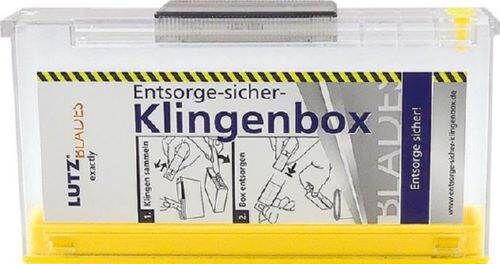 Entsorge-sicher-
Klingenbox
LUTZ®
BLADES
exactly
1. Klingen sammeln
2. Box entsorgen
BLADES
Entsorge sicher!
www.entsorge-sicher-klingenbox.de